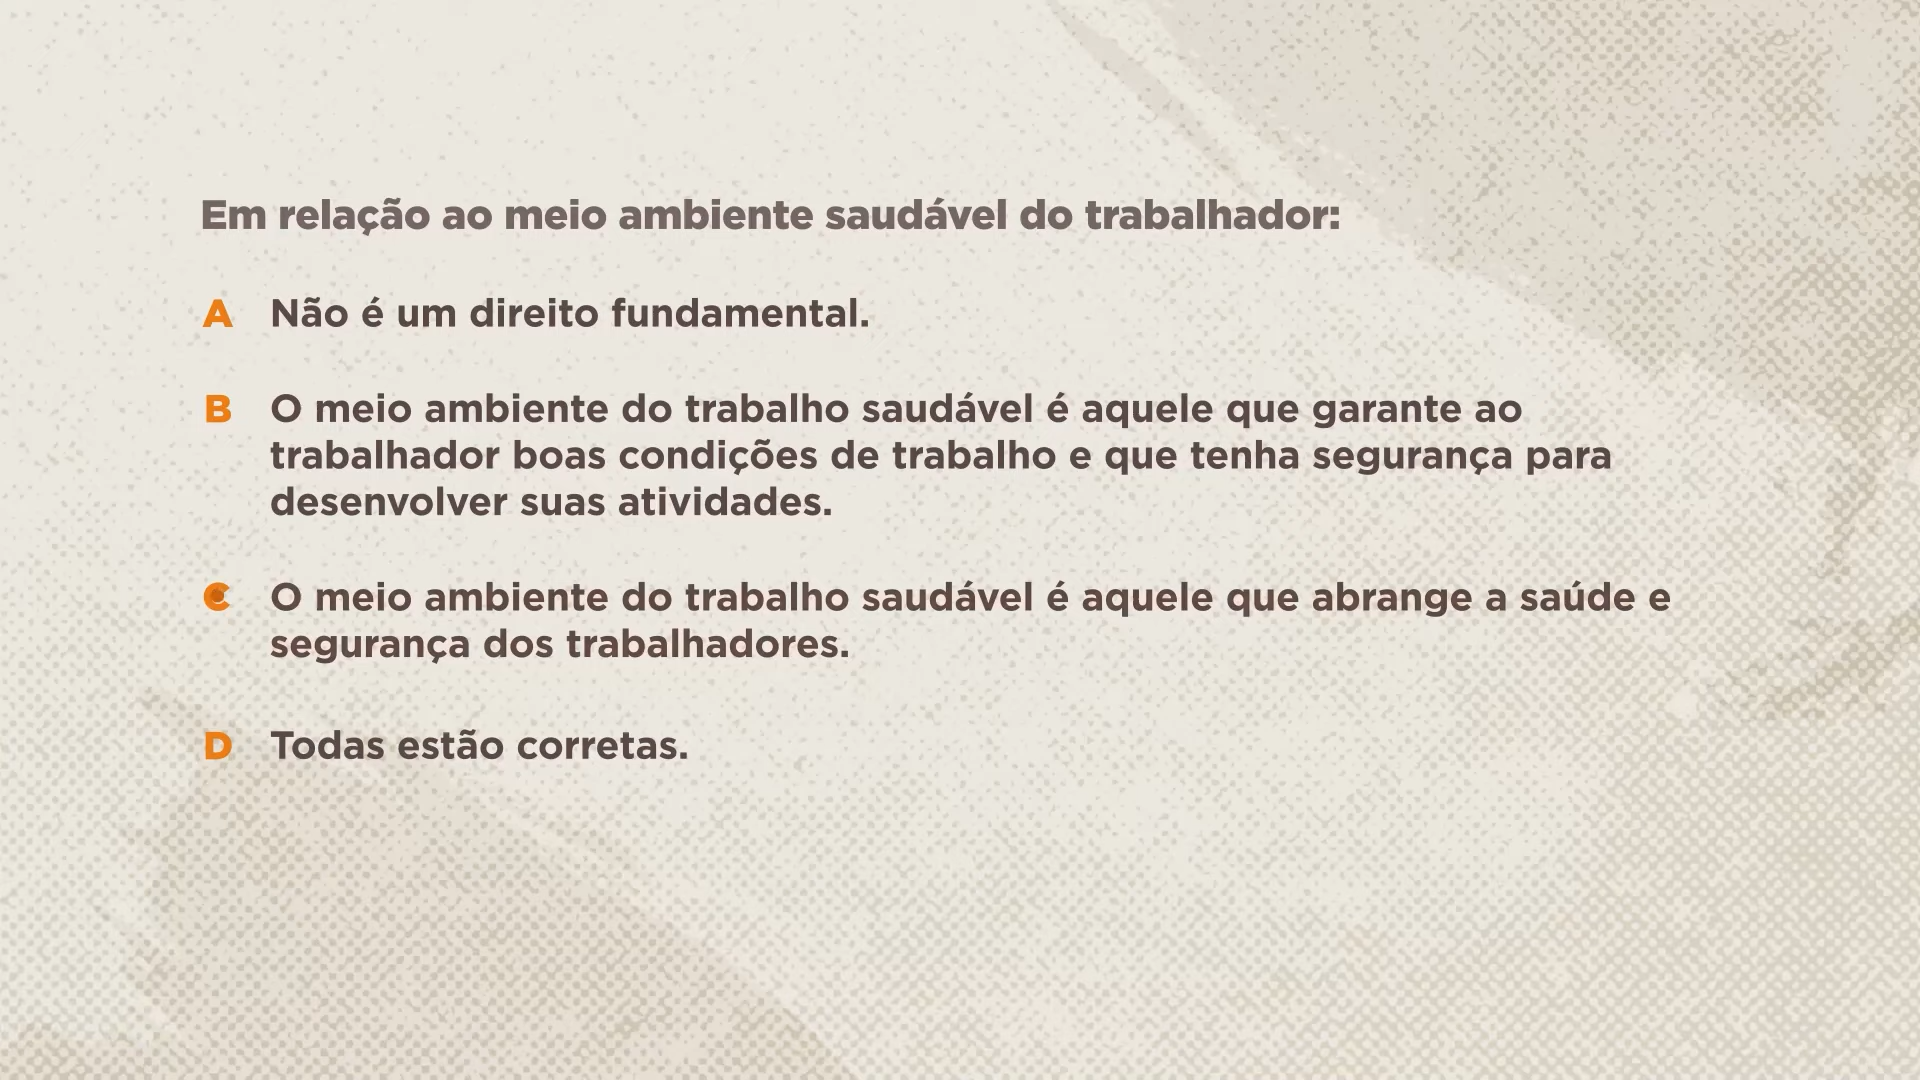 Em relação ao meio ambiente saudável do trabalhador:
A Não é um direito fundamental.
B O meio ambiente do trabalho saudável é aquele que garante ao
trabalhador boas condições de trabalho e que tenha segurança para
desenvolver suas atividades.
C O meio ambiente do trabalho saudável é aquele que abrange a saúde e
segurança dos trabalhadores.
D Todas estão corretas.